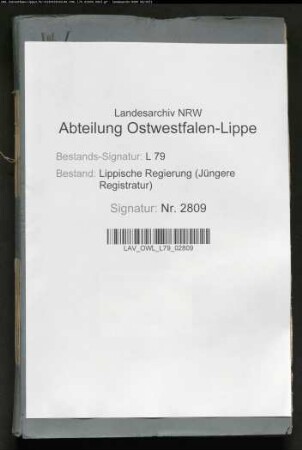 Landesarchiv NRW
Abteilung Ostwestfalen-Lippe
Bestands-Signatur: L 79
Bestand: Lippische Regierung (Jüngere
Registratur)
Signatur: Nr. 2809
LAV_OWL_L79_02809